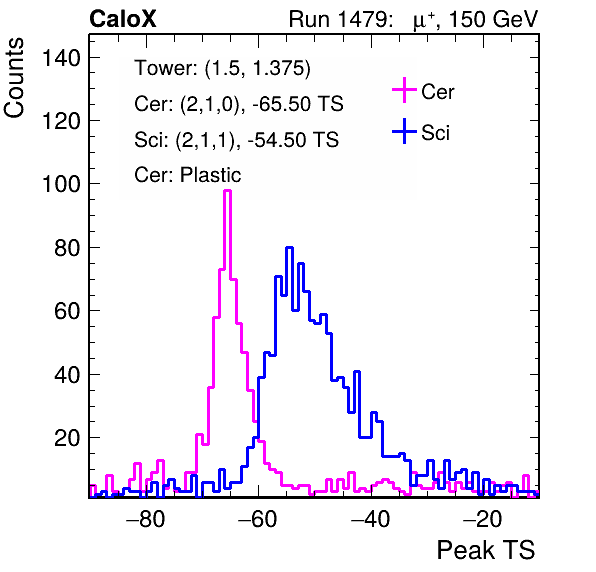 CaloX Run 1479: μ⁺, 150 GeV
Counts
Tower: (1.5, 1.375)
Cer: (2,1,0), -65.50 TS
Sci: (2,1,1), -54.50 TS
Cer: Plastic
Cer
Sci
140
120
100
80
60
40
20
−80 −60 −40 −20
Peak TS